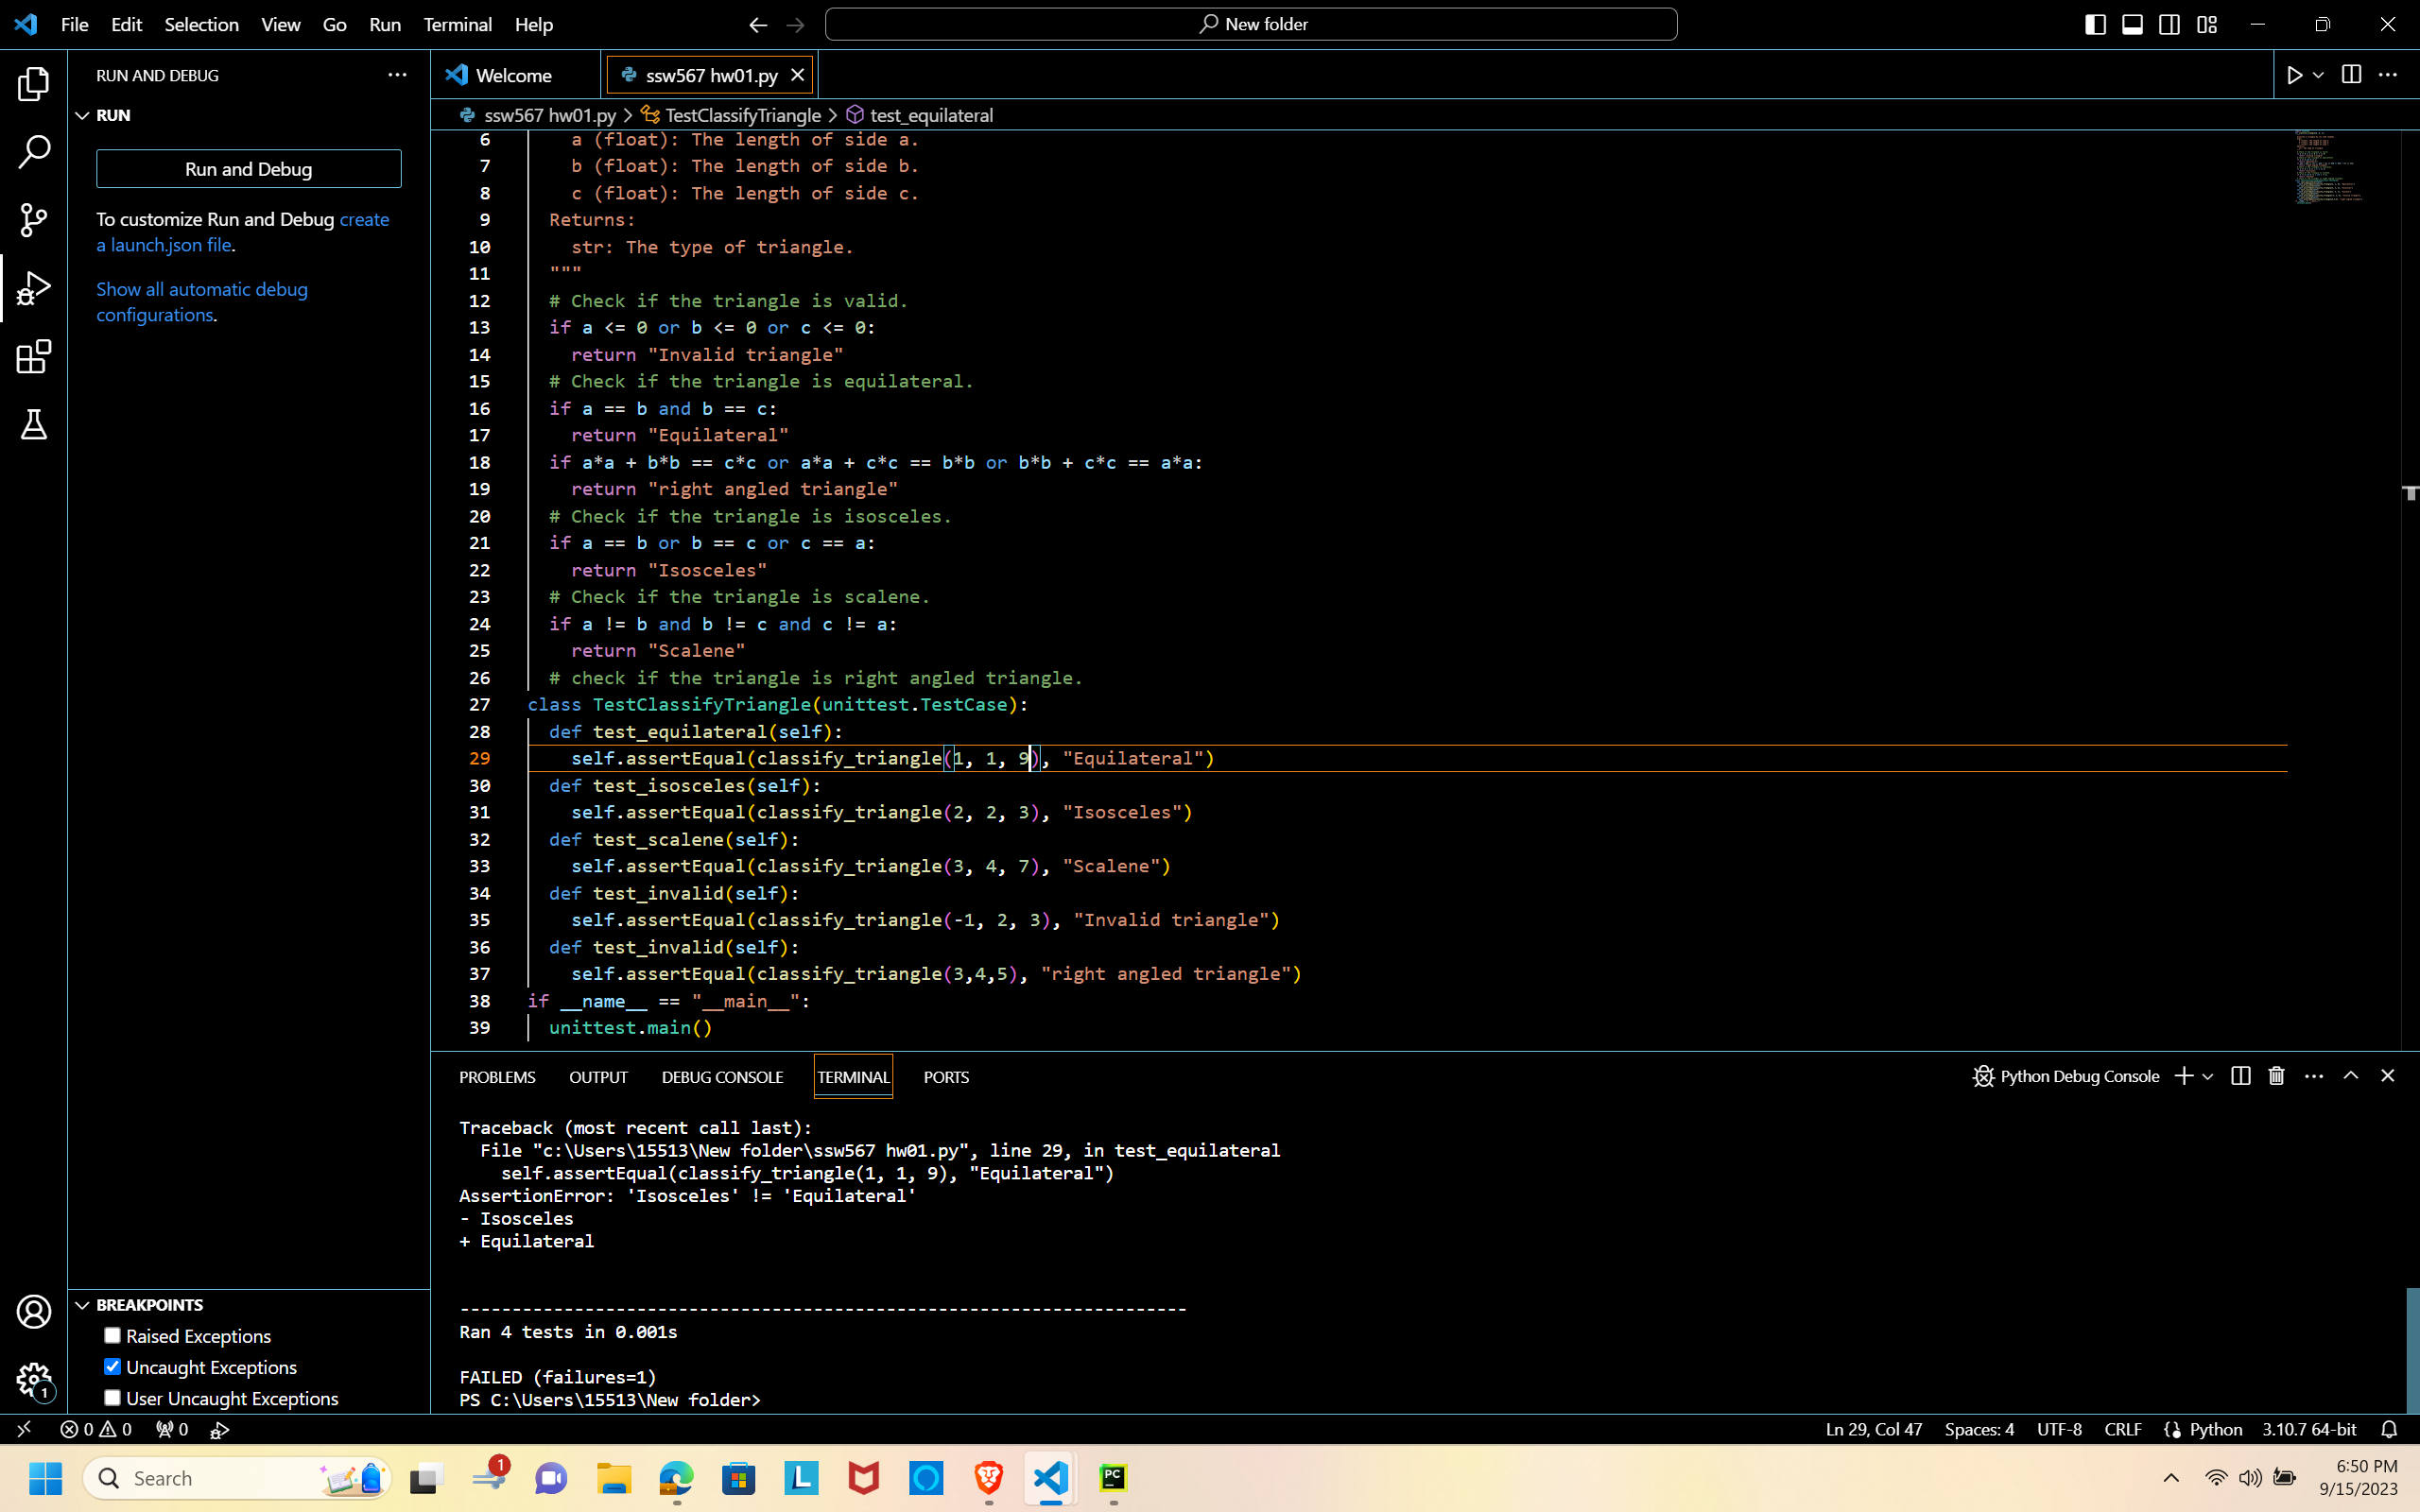 File Edit Selection View Go Run Terminal Help
New folder
RUN AND DEBUG
RUN
Run and Debug
To customize Run and Debug create
a launch.json file.
Show all automatic debug
configurations.
Welcome
ssw567 hw01.py
ssw567 hw01.py > TestClassifyTriangle > test_equilateral
6 a (float): The length of side a.
7 b (float): The length of side b.
8 c (float): The length of side c.
9 Returns:
10 str: The type of triangle.
11 """
12 # Check if the triangle is valid.
13 if a <= 0 or b <= 0 or c <= 0:
14 return "Invalid triangle"
15 # Check if the triangle is equilateral.
16 if a == b and b == c:
17 return "Equilateral"
18 if a*a + b*b == c*c or a*a + c*c == b*b or b*b + c*c == a*a:
19 return "right angled triangle"
20 # Check if the triangle is isosceles.
21 if a == b or b == c or c == a:
22 return "Isosceles"
23 # Check if the triangle is scalene.
24 if a != b and b != c and c != a:
25 return "Scalene"
26 # check if the triangle is right angled triangle.
27 class TestClassifyTriangle(unittest.TestCase):
28 def test_equilateral(self):
29 self.assertEqual(classify_triangle(1, 1, 9), "Equilateral")
30 def test_isosceles(self):
31 self.assertEqual(classify_triangle(2, 2, 3), "Isosceles")
32 def test_scalene(self):
33 self.assertEqual(classify_triangle(3, 4, 7), "Scalene")
34 def test_invalid(self):
35 self.assertEqual(classify_triangle(-1, 2, 3), "Invalid triangle")
36 def test_invalid(self):
37 self.assertEqual(classify_triangle(3,4,5), "right angled triangle")
38 if __name__ == "__main__":
39 unittest.main()
PROBLEMS OUTPUT DEBUG CONSOLE TERMINAL PORTS
Python Debug Console
Traceback (most recent call last):
File "c:\Users\15513\New folder\ssw567 hw01.py", line 29, in test_equilateral
self.assertEqual(classify_triangle(1, 1, 9), "Equilateral")
AssertionError: 'Isosceles' != 'Equilateral'
- Isosceles
+ Equilateral
----------------------------------------------------------------------
Ran 4 tests in 0.001s
FAILED (failures=1)
PS C:\Users\15513\New folder>
BREAKPOINTS
Raised Exceptions
Uncaught Exceptions
User Uncaught Exceptions
1
0 0 0
Ln 29, Col 47 Spaces: 4 UTF-8 CRLF Python 3.10.7 64-bit
Search
1
L
PC
6:50 PM
9/15/2023